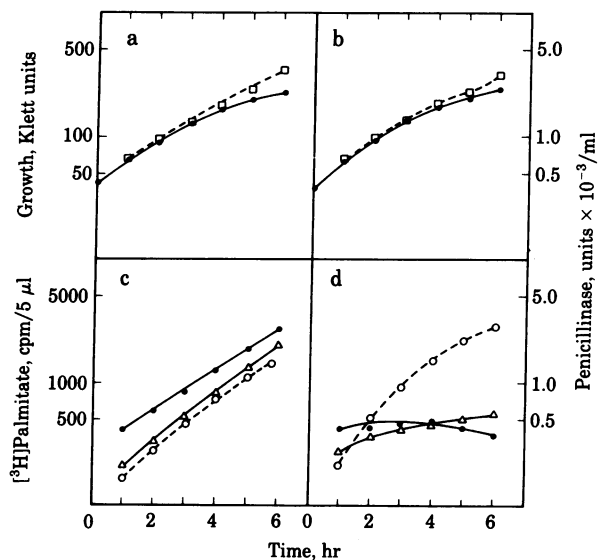 a
b
500
100
50
Growth, Klett units
5.0
1.0
0.5
Penicillinase, units × 10⁻³/ml
c
d
5000
1000
500
[³H]Palmitate, cpm/5 μl
5.0
1.0
0.5
0 2 4 6 0 2 4 6
Time, hr